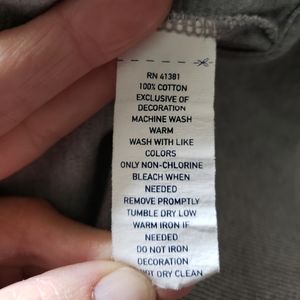 RN 41381
100% COTTON
EXCLUSIVE OF
DECORATION
MACHINE WASH
WARM
WASH WITH LIKE
COLORS
ONLY NON-CHLORINE
BLEACH WHEN
NEEDED
REMOVE PROMPTLY
TUMBLE DRY LOW
WARM IRON IF
NEEDED
DO NOT IRON
DECORATION
NOT DRY CLEAN